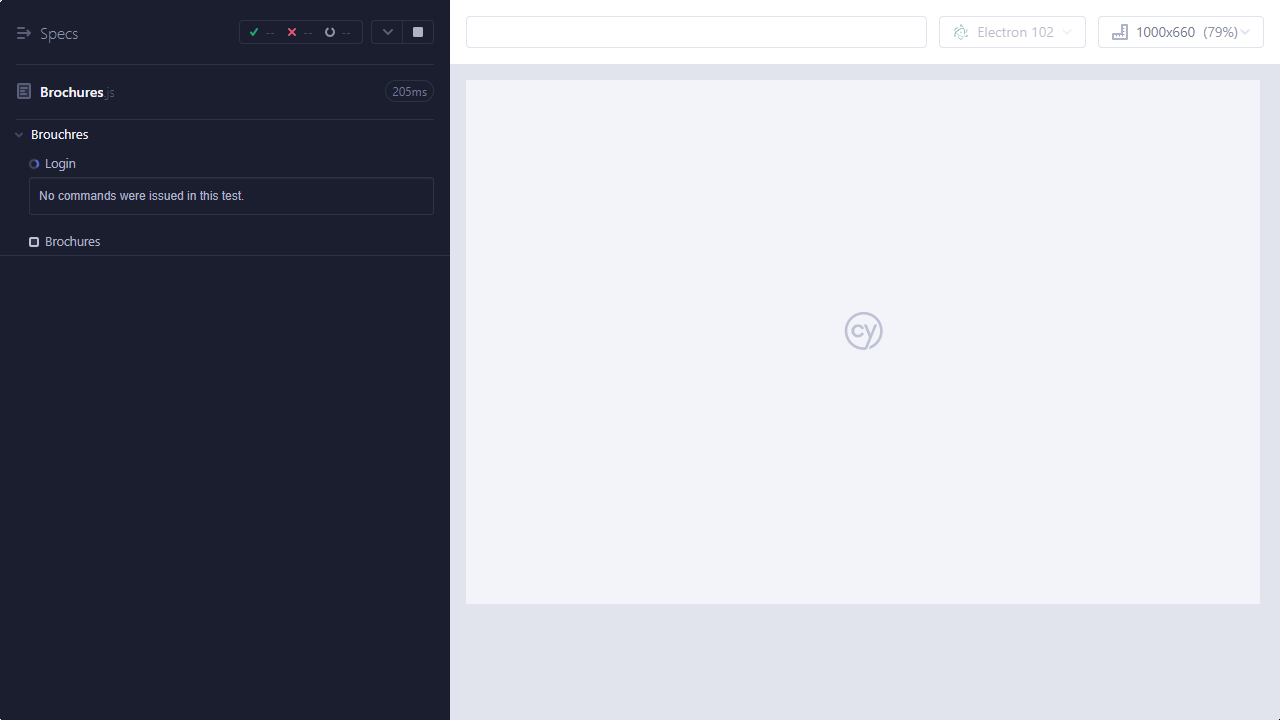 Specs
--
--
--
Electron 102
1000x660 (79%)
Brochures.js
205ms
Brouchres
Login
No commands were issued in this test.
Brochures
cy